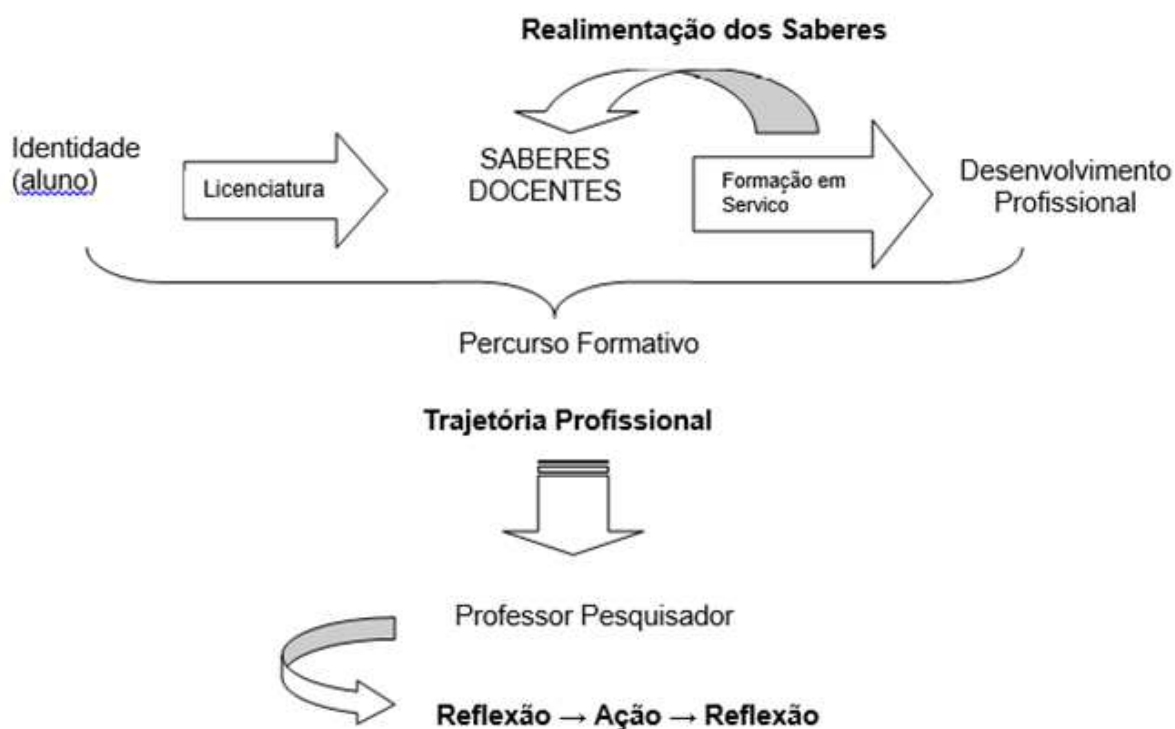 Realimentação dos Saberes
Identidade
(aluno)
Licenciatura
SABERES
DOCENTES
Formação em
Servico
Desenvolvimento
Profissional
Percurso Formativo
Trajetória Profissional
Professor Pesquisador
Reflexão → Ação → Reflexão